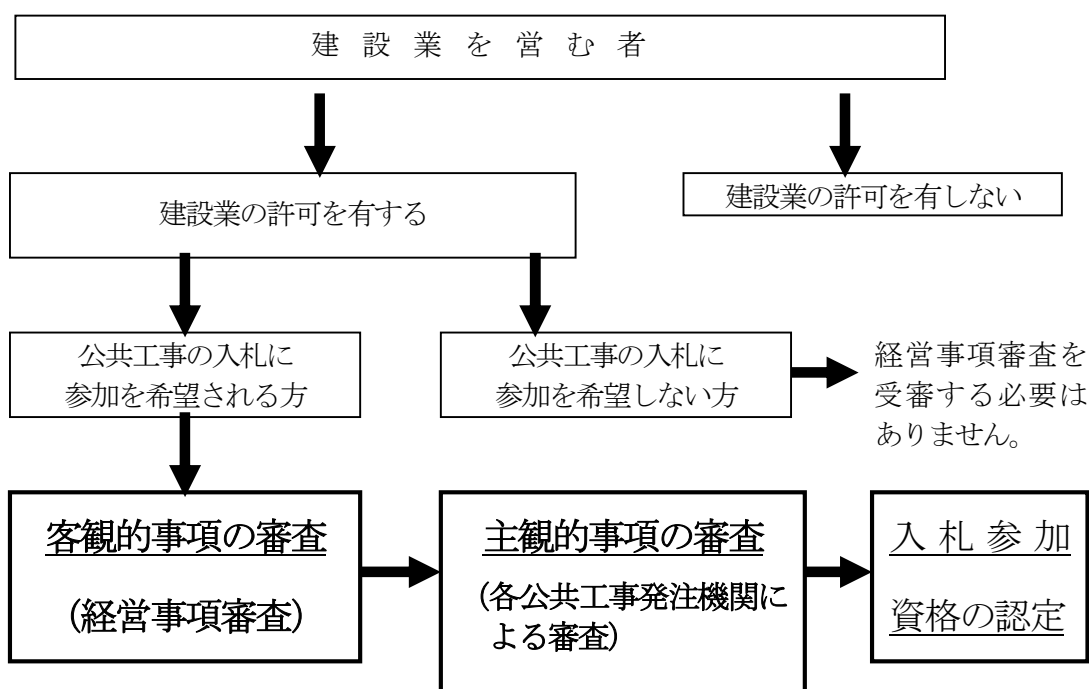 建設業を営む者
建設業の許可を有する
建設業の許可を有しない
公共工事の入札に
参加を希望される方
公共工事の入札に
参加を希望しない方
経営事項審査を
受審する必要は
ありません。
客観的事項の審査
(経営事項審査)
主観的事項の審査
(各公共工事発注機関に
よる審査)
入札参加
資格の認定